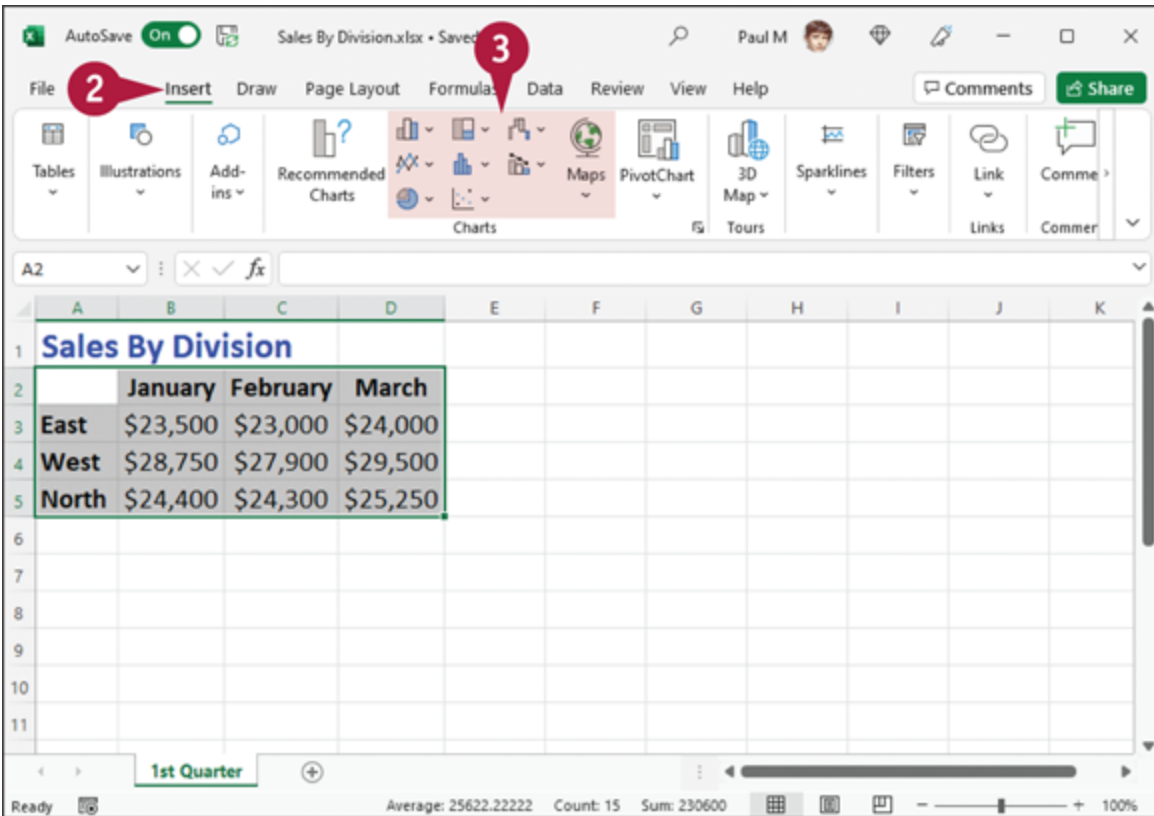 AutoSave On Sales By Division.xlsx • Saved Paul M
3
File 2 Insert Draw Page Layout Formulas Data Review View Help Comments Share
Tables Illustrations Add-ins Recommended Charts Maps PivotChart 3D Map Sparklines Filters Link Comme
Charts Tours Links Commer
A2 fx
A B C D E F G H I J K
1 Sales By Division
2 January February March
3 East $23,500 $23,000 $24,000
4 West $28,750 $27,900 $29,500
5 North $24,400 $24,300 $25,250
6
7
8
9
10
11
1st Quarter
Ready Average: 25622.22222 Count: 15 Sum: 230600 100%